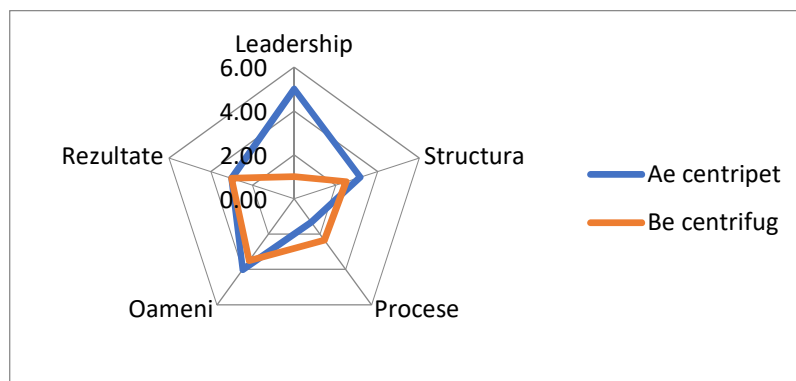 Leadership
6.00
4.00
2.00
0.00
Rezultate
Structura
Oameni
Procese
Ae centripet
Be centrifug